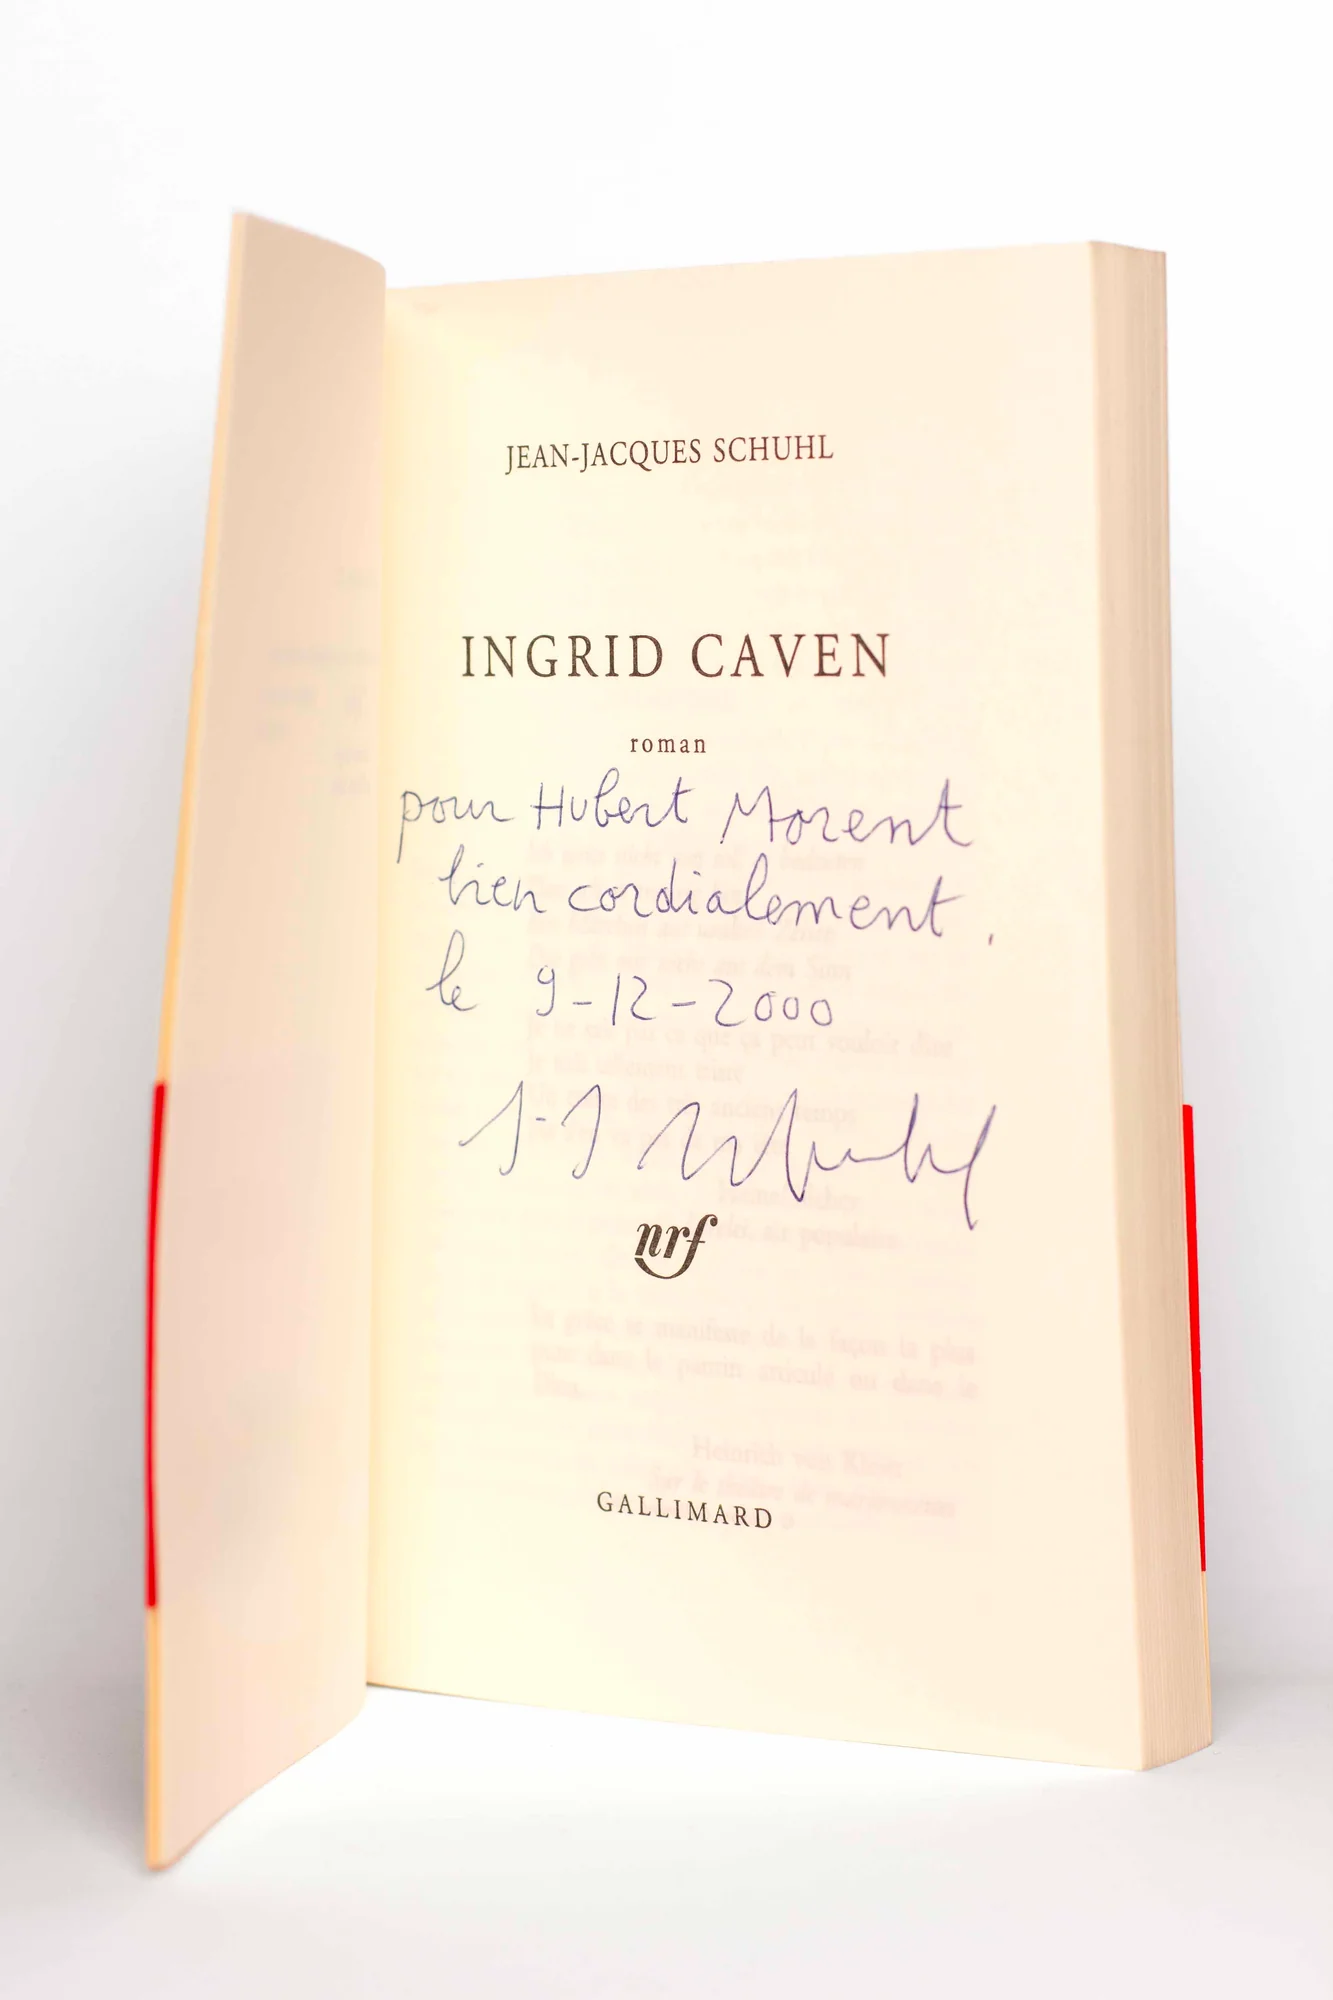 JEAN-JACQUES SCHUHL
INGRID CAVEN
roman
pour Hubert Morent
bien cordialement.
le 9-12-2000
J-J Schuhl
nrf
GALLIMARD